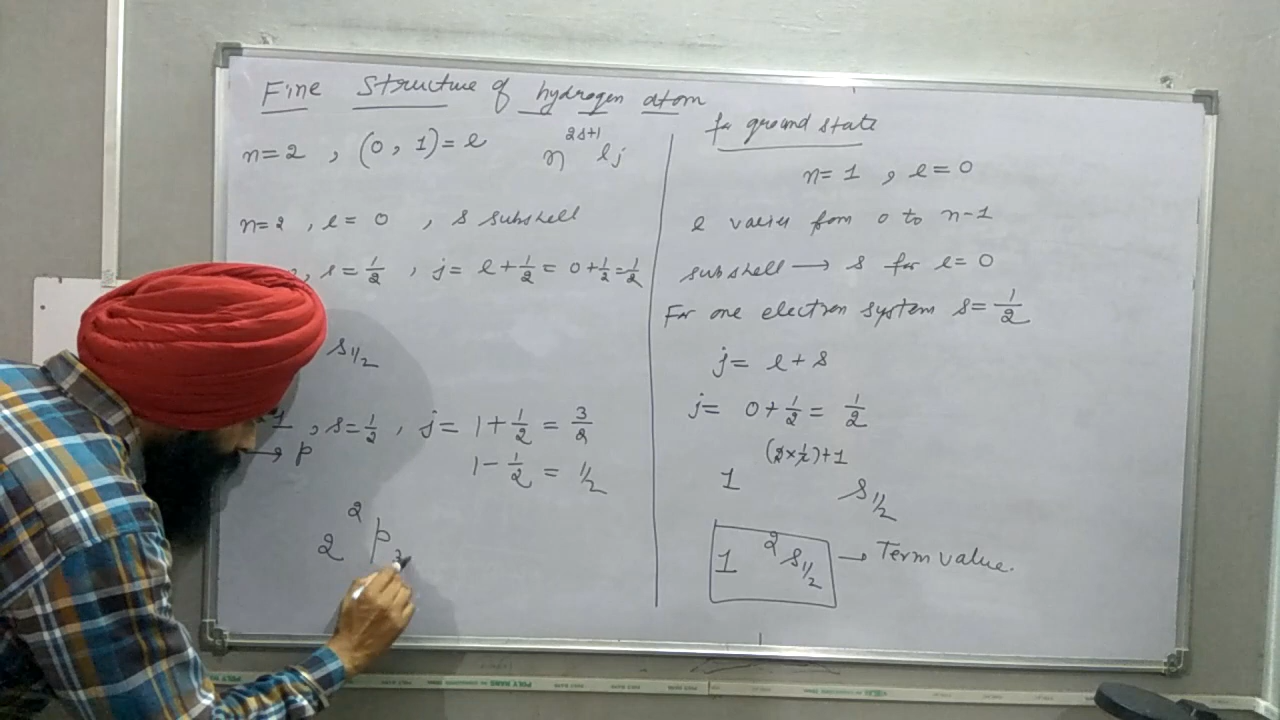 Fine Structure of hydrogen atom
n=2 , (0, 1) = l n ²ˢ⁺¹ lj
n=2 , l = 0 , s subshell
, s = 1/2 , j = l + 1/2 = 0 + 1/2 = 1/2
s1/2
1 , s = 1/2 , j = 1 + 1/2 = 3/2
→ p 1 - 1/2 = 1/2
2 ² p
for ground state
n = 1 , l = 0
l varies from 0 to n-1
subshell → s for l = 0
For one electron system s = 1/2
j = l + s
j = 0 + 1/2 = 1/2
(2×1/2)+1
1 s1/2
1 ² s1/2 → Term value.